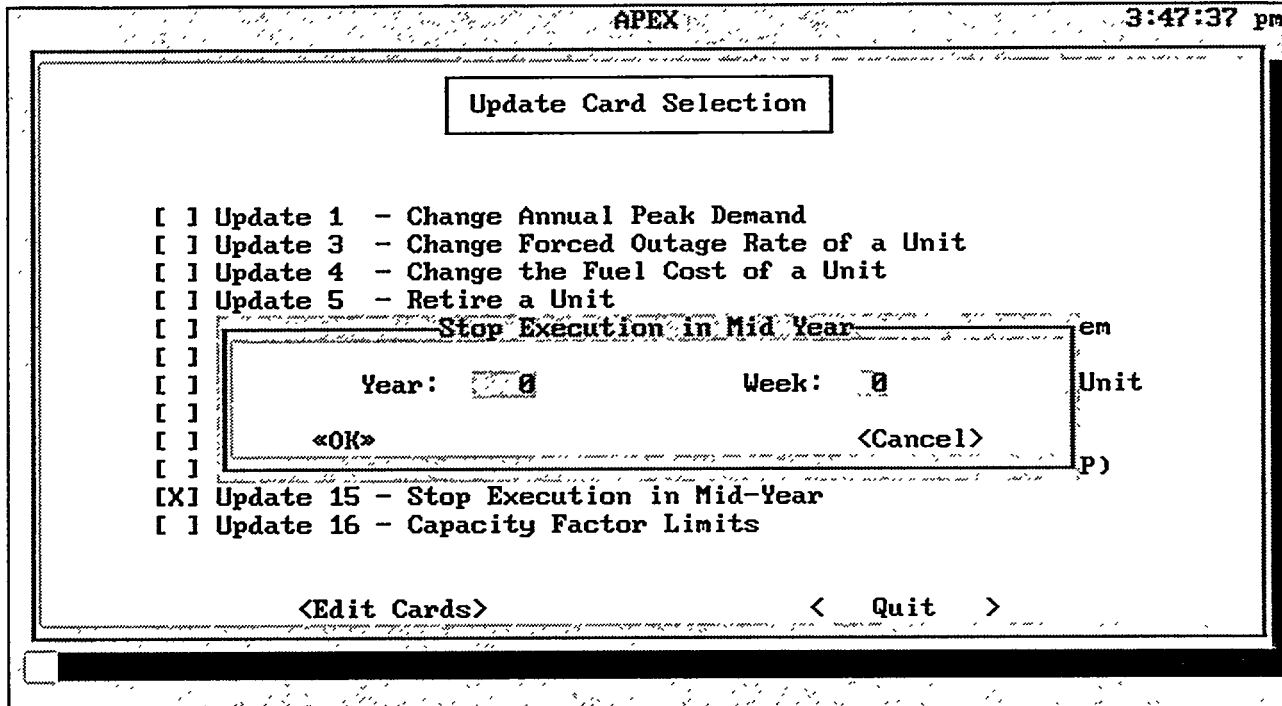 APEX 3:47:37 pm
Update Card Selection
[ ] Update 1 - Change Annual Peak Demand
[ ] Update 3 - Change Forced Outage Rate of a Unit
[ ] Update 4 - Change the Fuel Cost of a Unit
[ ] Update 5 - Retire a Unit
[ ] Stop Execution in Mid Year em
[ ]
[ ] Year: 0 Week: 0 Unit
[ ]
[ ] «OK» <Cancel>
[ ] P)
[X] Update 15 - Stop Execution in Mid-Year
[ ] Update 16 - Capacity Factor Limits
<Edit Cards> < Quit >